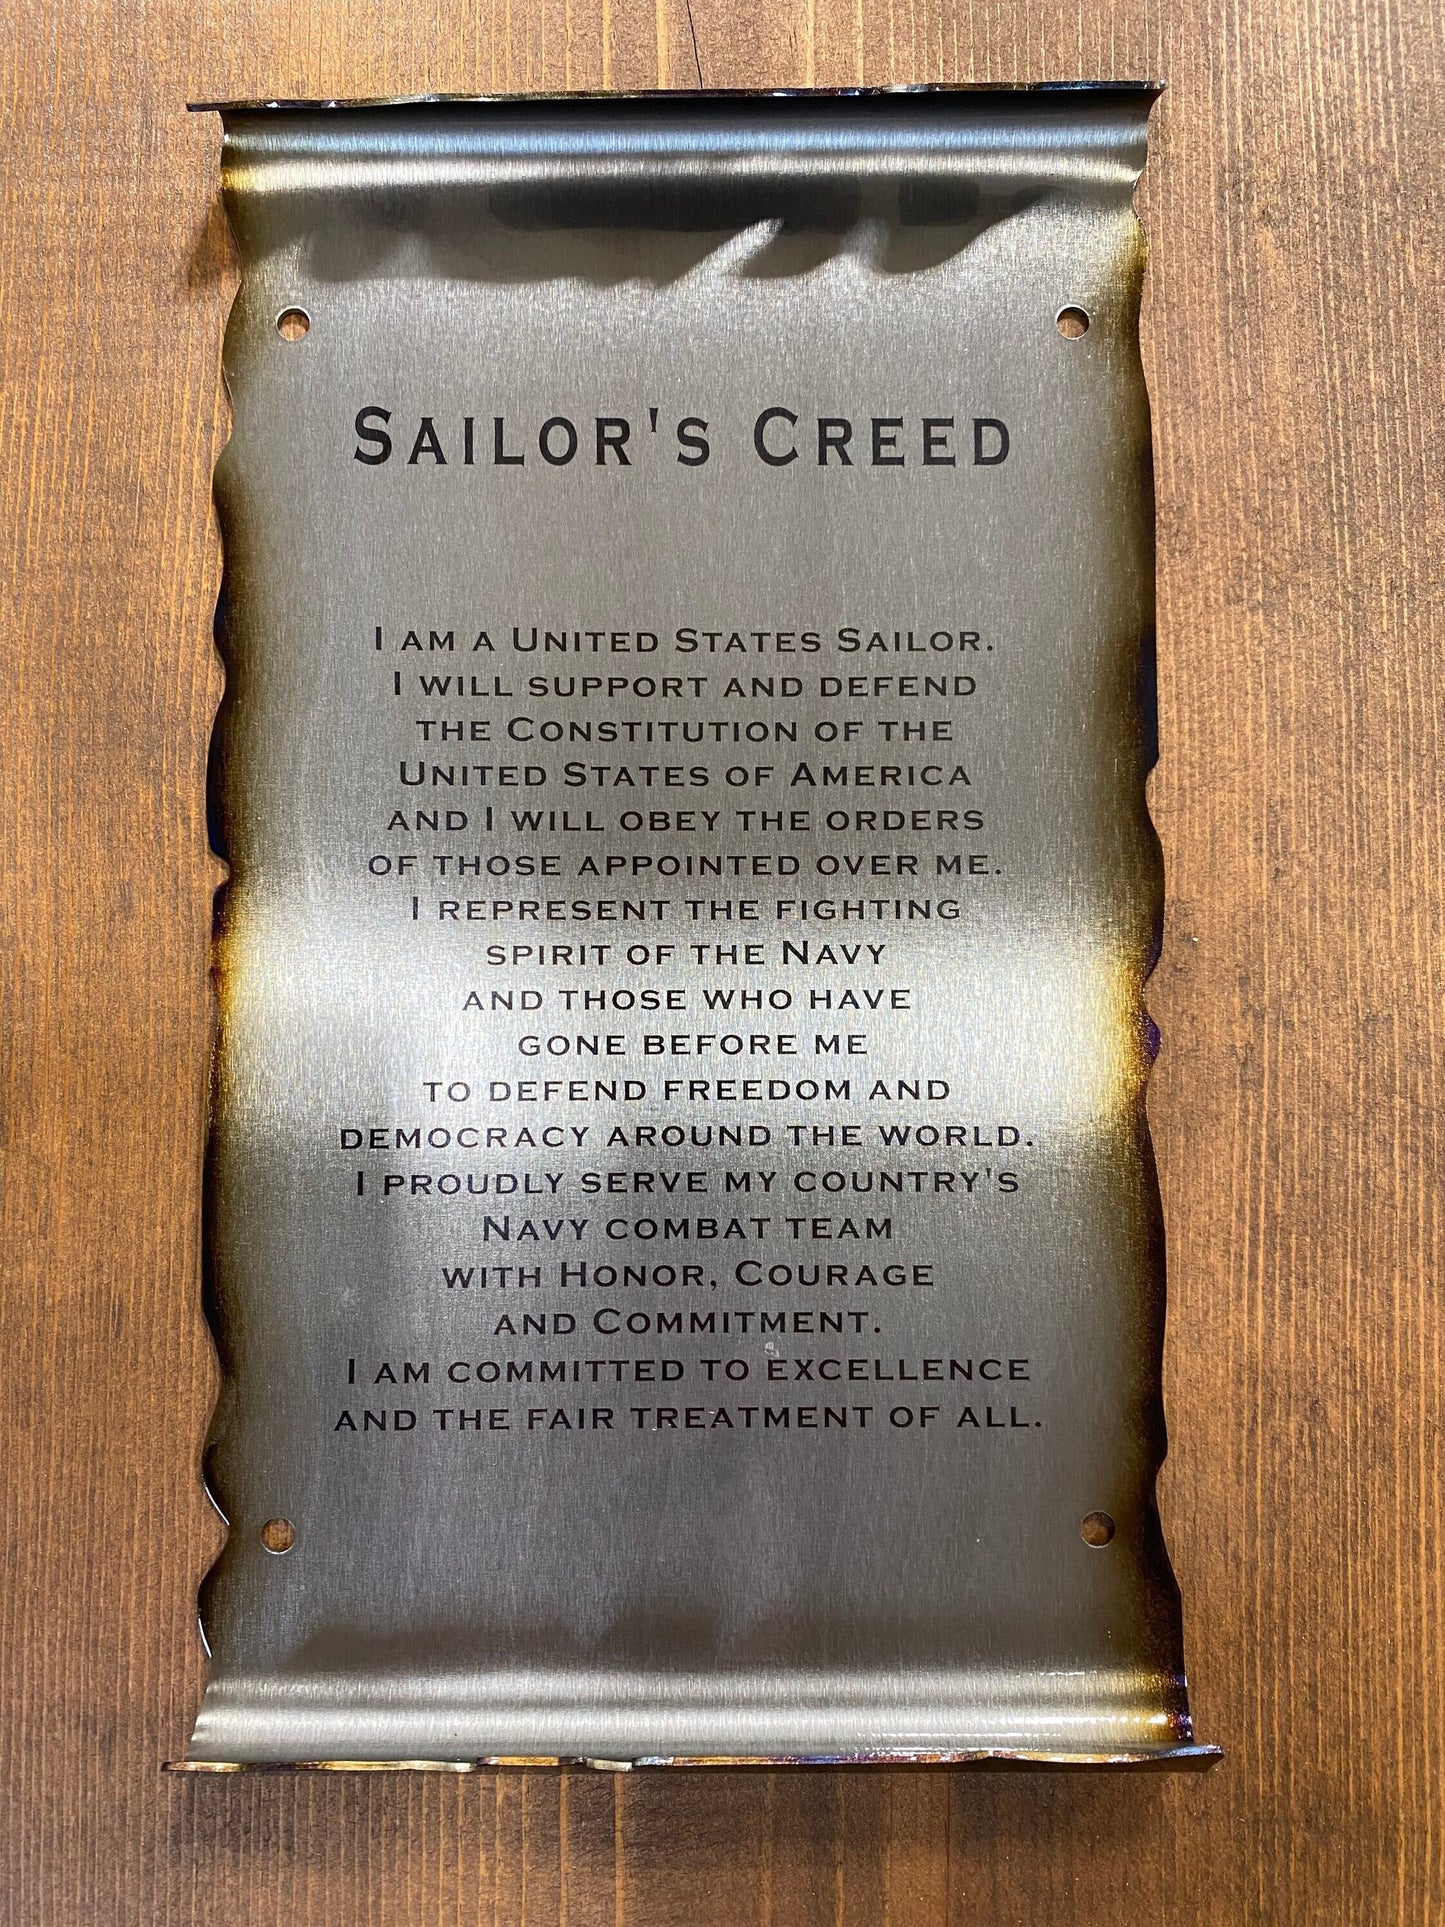 Sailor's Creed
I am a United States Sailor.
I will support and defend
the Constitution of the
United States of America
and I will obey the orders
of those appointed over me.
I represent the fighting
spirit of the Navy
and those who have
gone before me
to defend freedom and
democracy around the world.
I proudly serve my country's
Navy combat team
with Honor, Courage
and Commitment.
I am committed to excellence
and the fair treatment of all.